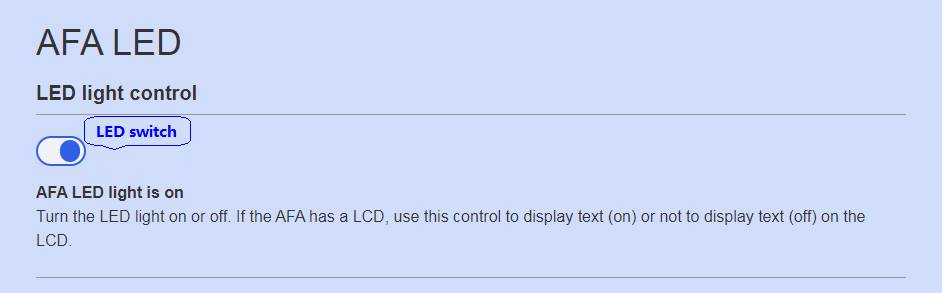 AFA LED
LED light control
LED switch
AFA LED light is on
Turn the LED light on or off. If the AFA has a LCD, use this control to display text (on) or not to display text (off) on the
LCD.